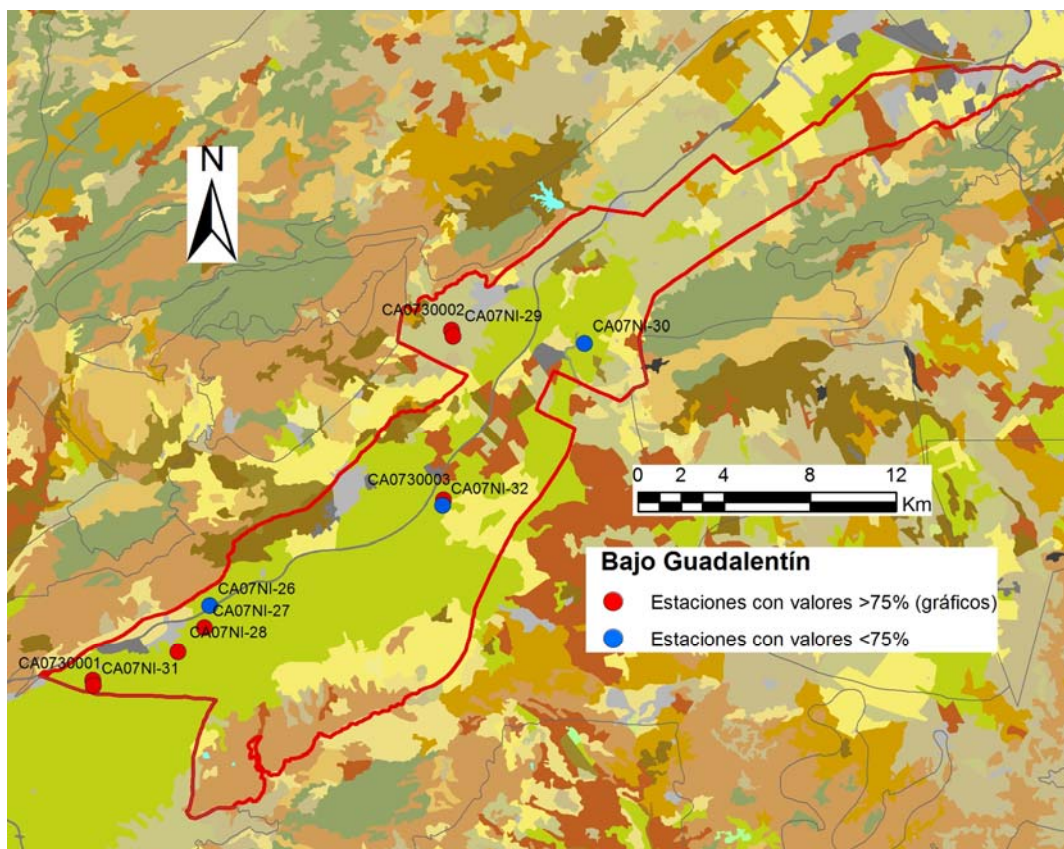 N
CA0730002
CA07NI-29
CA07NI-30
CA0730003
CA07NI-32
0 2 4 8 12
Km
Bajo Guadalentín
Estaciones con valores >75% (gráficos)
Estaciones con valores <75%
CA07NI-26
CA07NI-27
CA07NI-28
CA0730001
CA07NI-31